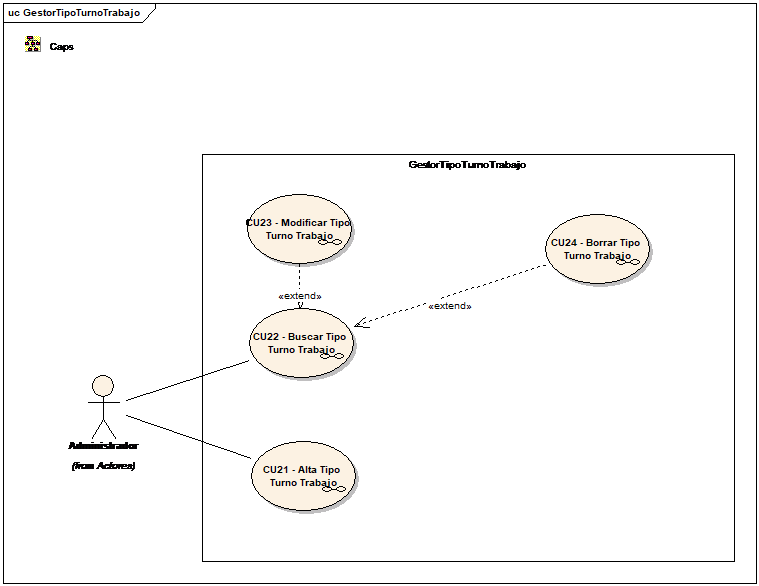 uc GestorTipoTurnoTrabajo
Caps
GestorTipoTurnoTrabajo
CU23 - Modificar Tipo
Turno Trabajo
CU24 - Borrar Tipo
Turno Trabajo
«extend»
«extend»
CU22 - Buscar Tipo
Turno Trabajo
Administrador
(from Actores)
CU21 - Alta Tipo
Turno Trabajo